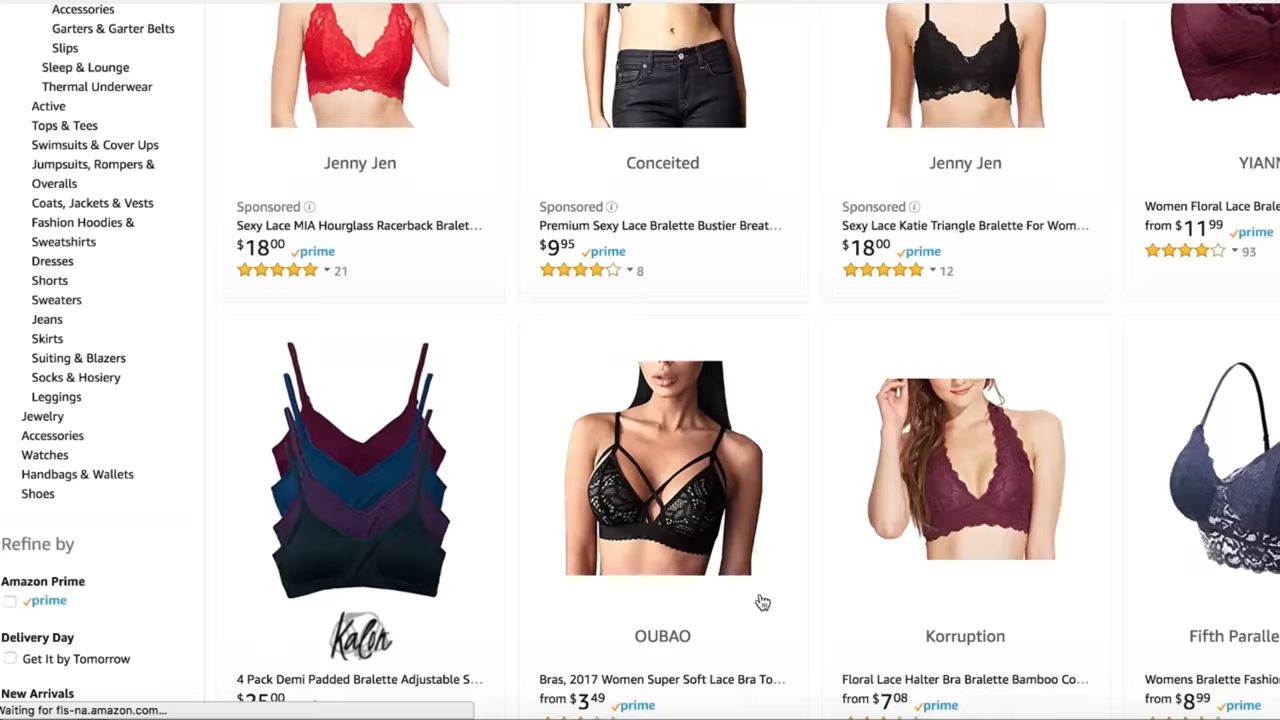 Accessories
Garters & Garter Belts
Slips
Sleep & Lounge
Thermal Underwear
Active
Tops & Tees
Swimsuits & Cover Ups
Jumpsuits, Rompers &
Overalls
Coats, Jackets & Vests
Fashion Hoodies &
Sweatshirts
Dresses
Shorts
Sweaters
Jeans
Skirts
Suiting & Blazers
Socks & Hosiery
Leggings
Jewelry
Accessories
Watches
Handbags & Wallets
Shoes
Refine by
Amazon Prime
prime
Delivery Day
Get It by Tomorrow
New Arrivals
Waiting for fls-na.amazon.com...
Jenny Jen
Sponsored
Sexy Lace MIA Hourglass Racerback Bralet...
$18 00 prime
21
Conceited
Sponsored
Premium Sexy Lace Bralette Bustier Breat...
$9 95 prime
8
Jenny Jen
Sponsored
Sexy Lace Katie Triangle Bralette For Wom...
$18 00 prime
12
YIANN
Women Floral Lace Brale
from $11 99 prime
93
Kalon
4 Pack Demi Padded Bralette Adjustable S...
$25 00
OUBAO
Bras, 2017 Women Super Soft Lace Bra To...
from $3 49 prime
Korruption
Floral Lace Halter Bra Bralette Bamboo Co...
from $7 08 prime
Fifth Paralle
Womens Bralette Fashio
from $8 99 prime